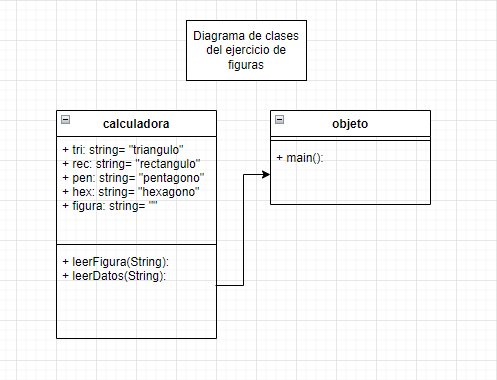 Diagrama de clases
del ejercicio de
figuras
calculadora
+ tri: string= "triangulo"
+ rec: string= "rectangulo"
+ pen: string= "pentagono"
+ hex: string= "hexagono"
+ figura: string= ""
+ leerFigura(String):
+ leerDatos(String):
objeto
+ main():